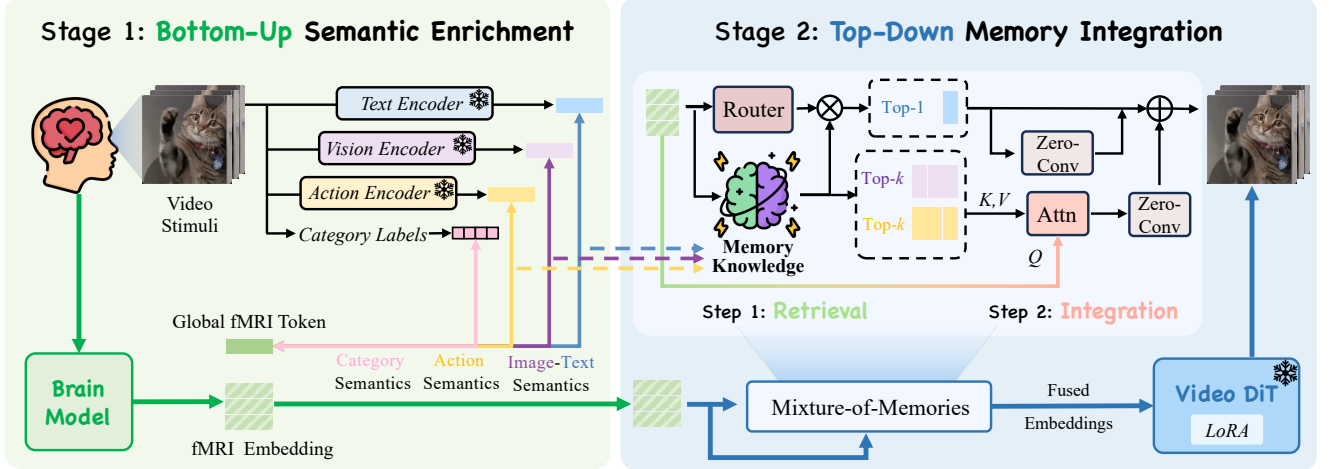 Stage 1: Bottom-Up Semantic Enrichment
Text Encoder
Vision Encoder
Action Encoder
Category Labels
Video
Stimuli
Global fMRI Token
Category
Semantics
Action
Semantics
Image-Text
Semantics
Brain
Model
fMRI Embedding
Stage 2: Top-Down Memory Integration
Router
Top-1
Zero-
Conv
Top-k
Top-k
K,V
Attn
Zero-
Conv
Memory
Knowledge
Q
Step 1: Retrieval
Step 2: Integration
Mixture-of-Memories
Fused
Embeddings
Video DiT
LoRA